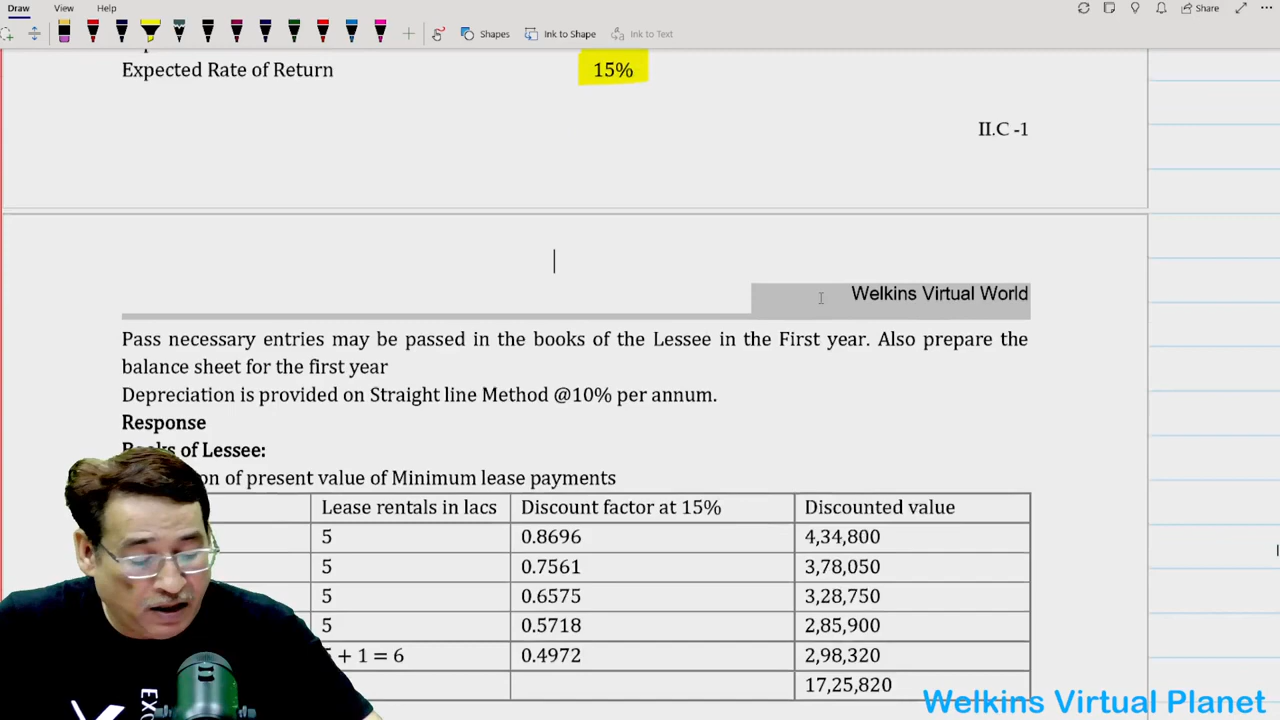 Draw View Help Share
Shapes Ink to Shape Ink to Text
Expected Rate of Return 15%
II.C -1
Welkins Virtual World
Pass necessary entries may be passed in the books of the Lessee in the First year. Also prepare the
balance sheet for the first year
Depreciation is provided on Straight line Method @10% per annum.
Response
of Lessee:
of present value of Minimum lease payments
Lease rentals in lacs Discount factor at 15% Discounted value
5 0.8696 4,34,800
5 0.7561 3,78,050
5 0.6575 3,28,750
5 0.5718 2,85,900
+ 1 = 6 0.4972 2,98,320
17,25,820
Welkins Virtual Planet